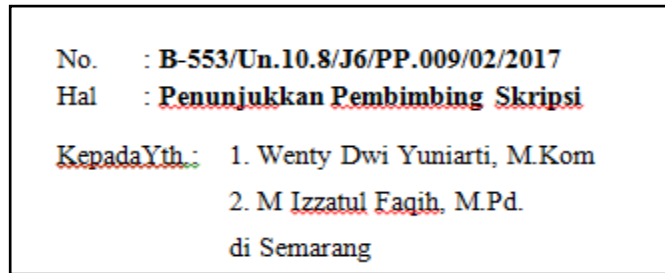 No. : B-553/Un.10.8/J6/PP.009/02/2017
Hal : Penunjukkan Pembimbing Skripsi
KepadaYth.: 1. Wenty Dwi Yuniarti, M.Kom
2. M Izzatul Faqih, M.Pd.
di Semarang